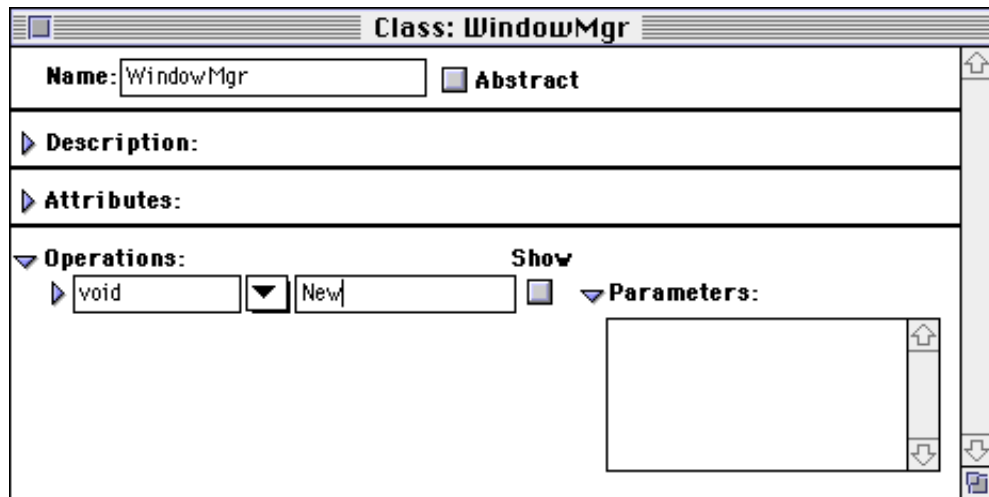 Class: WindowMgr
Name: WindowMgr Abstract
Description:
Attributes:
Operations: Show
void New Parameters: